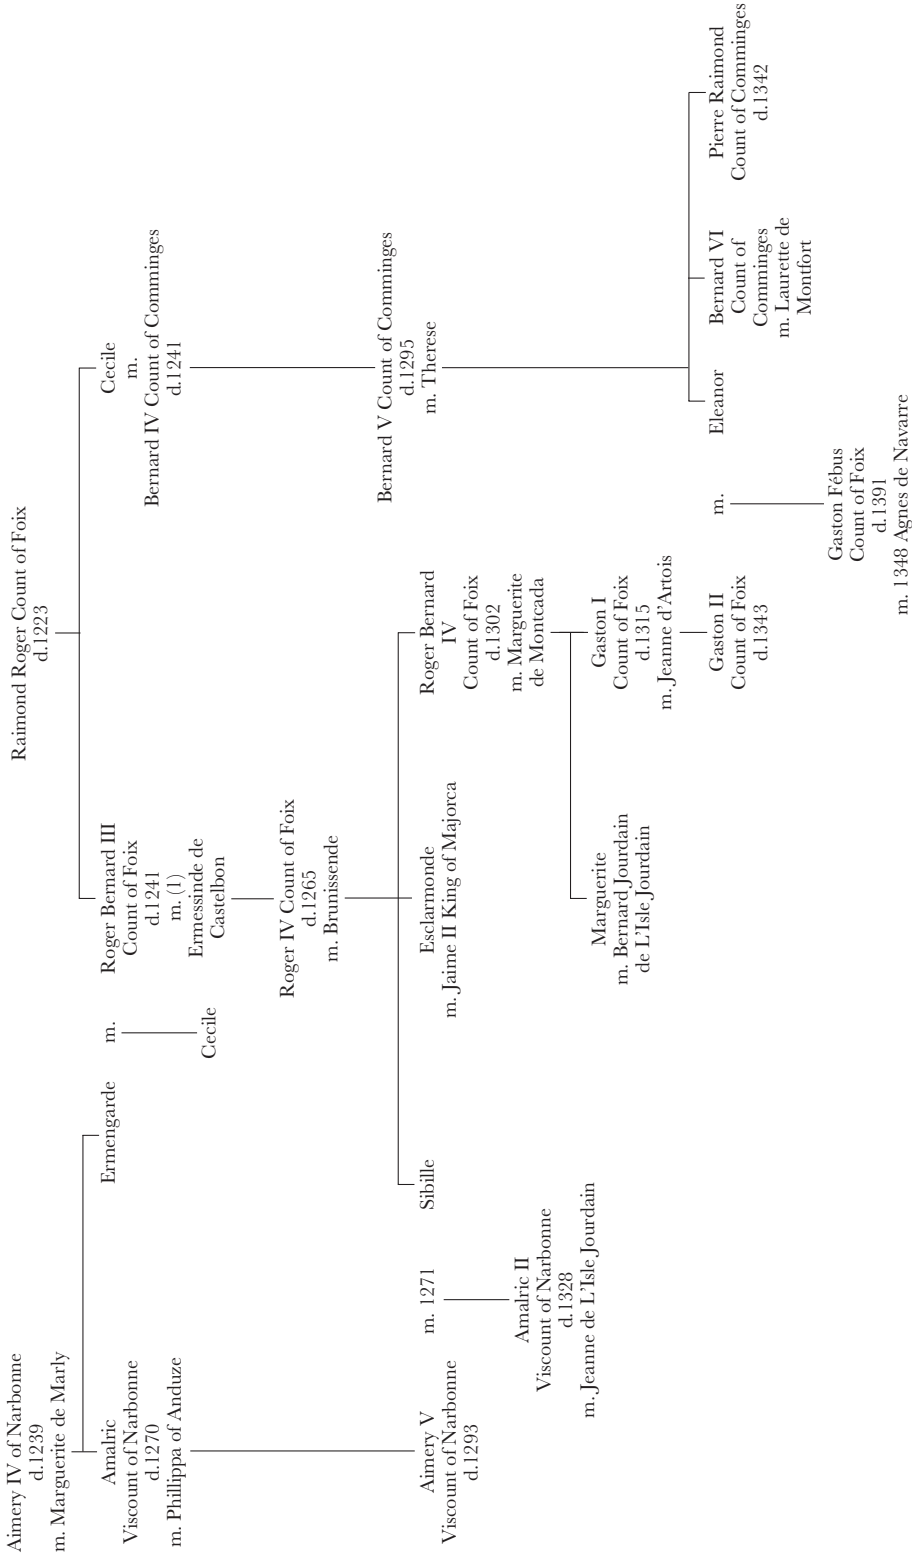 Aimery IV of Narbonne
d.1239
m. Marguerite de Marly
Raimond Roger Count of Foix
d.1223
Amalric
Viscount of Narbonne
d.1270
m. Phillippa of Anduze
Ermengarde
m.
Cecile
Roger Bernard III
Count of Foix
d.1241
m. (1)
Ermessinde de
Castelbon
Cecile
m.
Bernard IV Count of Comminges
d.1241
Roger IV Count of Foix
d.1265
m. Brunissende
Bernard V Count of Comminges
d.1295
m. Therese
Aimery V
Viscount of Narbonne
d.1293
m. 1271
Sibille
Esclarmonde
m. Jaime II King of Majorca
Roger Bernard
IV
Count of Foix
d.1302
m. Marguerite
de Montcada
Amalric II
Viscount of Narbonne
d.1328
m. Jeanne de L'Isle Jourdain
Marguerite
m. Bernard Jourdain
de L'Isle Jourdain
Gaston I
Count of Foix
d.1315
m. Jeanne d'Artois
Gaston II
Count of Foix
d.1343
m.
Eleanor
Bernard VI
Count of
Comminges
m. Laurette de
Montfort
Pierre Raimond
Count of Comminges
d.1342
Gaston Fébus
Count of Foix
d.1391
m. 1348 Agnes de Navarre